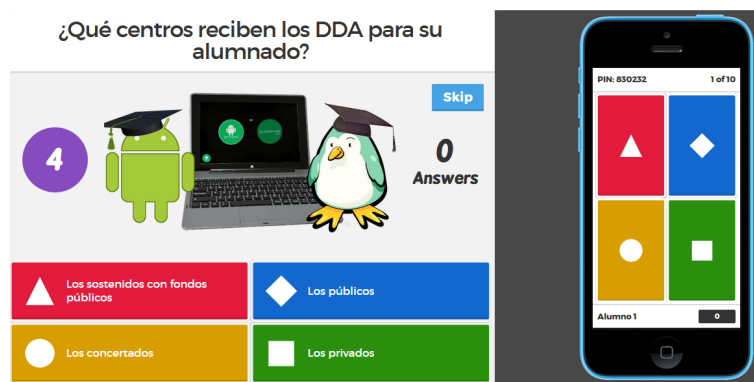 ¿Qué centros reciben los DDA para su
alumnado?
Skip
4
0
Answers
Los sostenidos con fondos
públicos
Los públicos
Los concertados
Los privados
PIN: 830232
1 of 10
Alumno 1
0